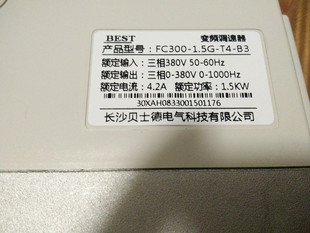 BEST 变频调速器
产品型号：FC300-1.5G-T4-B3
额定输入：三相380V 50-60Hz
额定输出：三相0-380V 0-1000Hz
额定电流：4.2A 额定功率：1.5KW
30XAH0833001501176
长沙贝士德电气科技有限公司